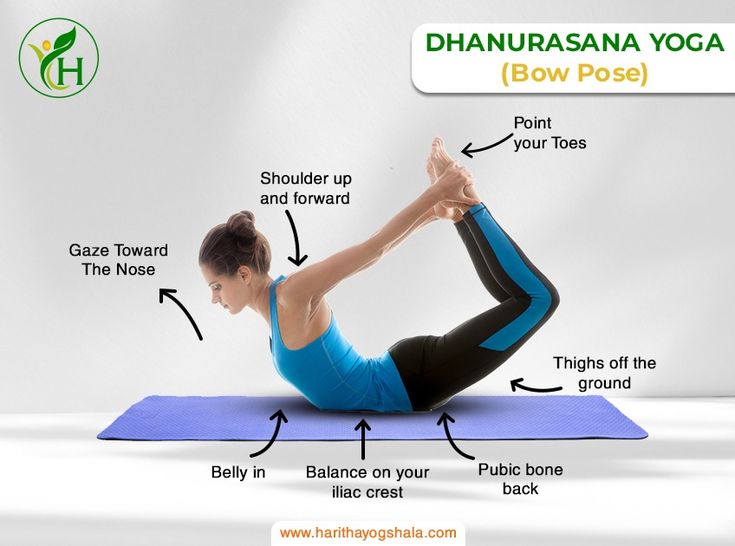 H
DHANURASANA YOGA
(Bow Pose)
Point
your Toes
Shoulder up
and forward
Gaze Toward
The Nose
Thighs off the
ground
Belly in
Balance on your
iliac crest
Pubic bone
back
www.harithayogshala.com